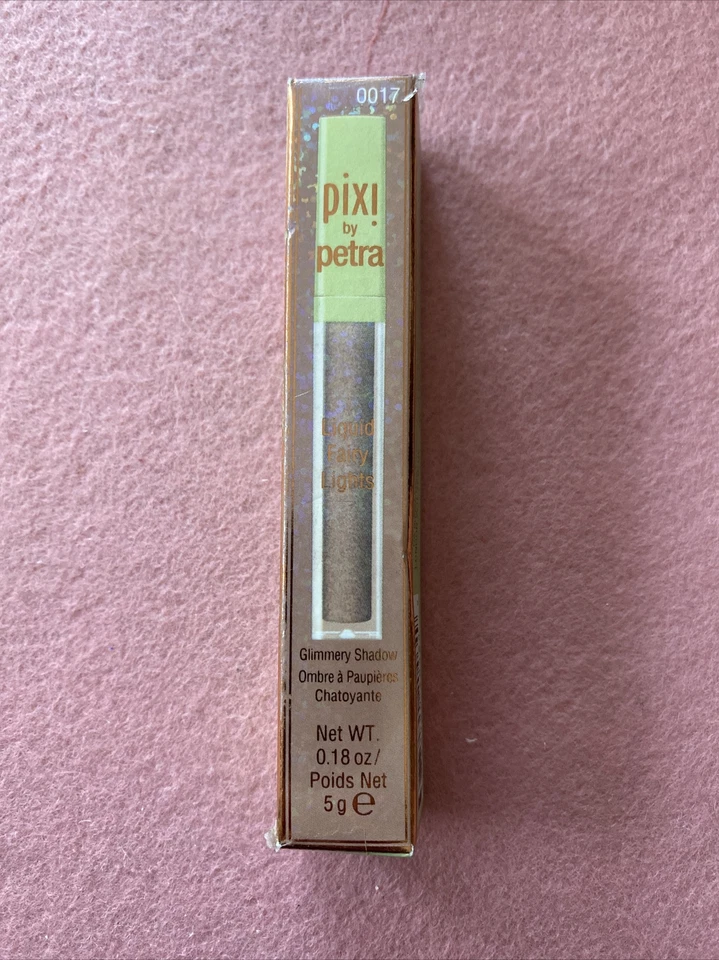 0017
pixi
by
petra
Liquid
Fairy
Lights
Glimmery Shadow
Ombre à Paupières
Chatoyante
Net WT.
0.18 oz/
Poids Net
5 g ℮